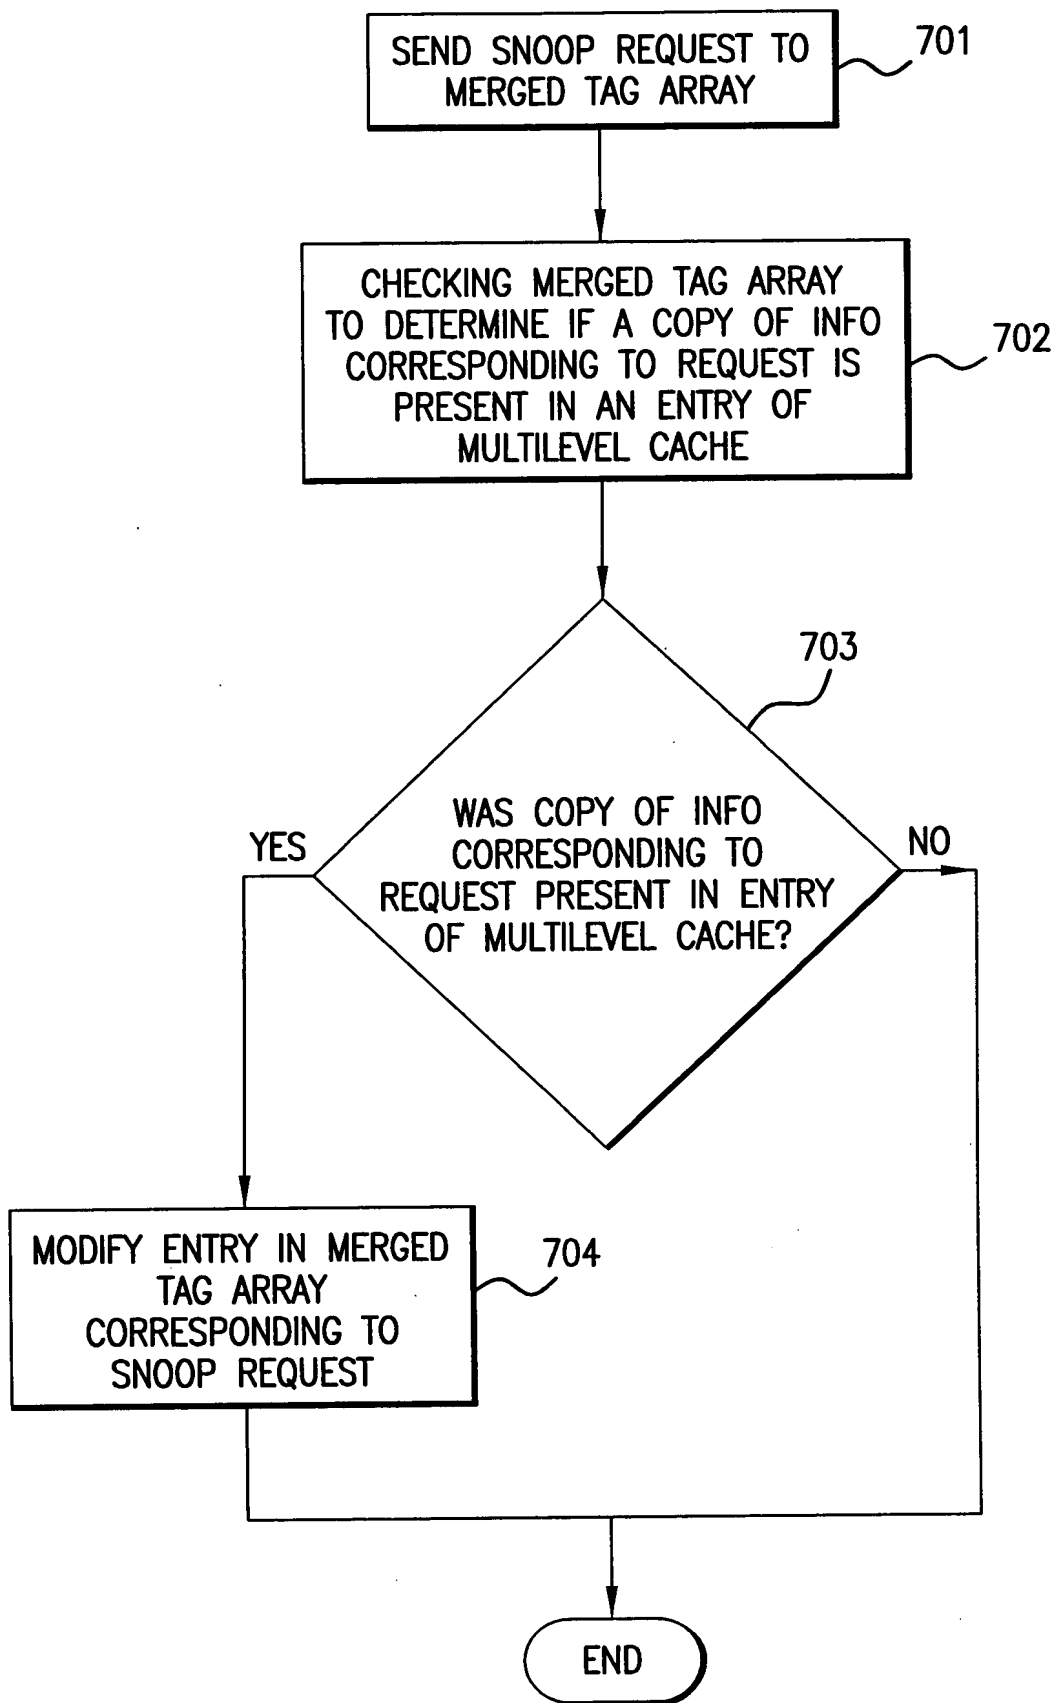 SEND SNOOP REQUEST TO
MERGED TAG ARRAY
701
CHECKING MERGED TAG ARRAY
TO DETERMINE IF A COPY OF INFO
CORRESPONDING TO REQUEST IS
PRESENT IN AN ENTRY OF
MULTILEVEL CACHE
702
703
WAS COPY OF INFO
CORRESPONDING TO
REQUEST PRESENT IN ENTRY
OF MULTILEVEL CACHE?
YES
NO
MODIFY ENTRY IN MERGED
TAG ARRAY
CORRESPONDING TO
SNOOP REQUEST
704
END